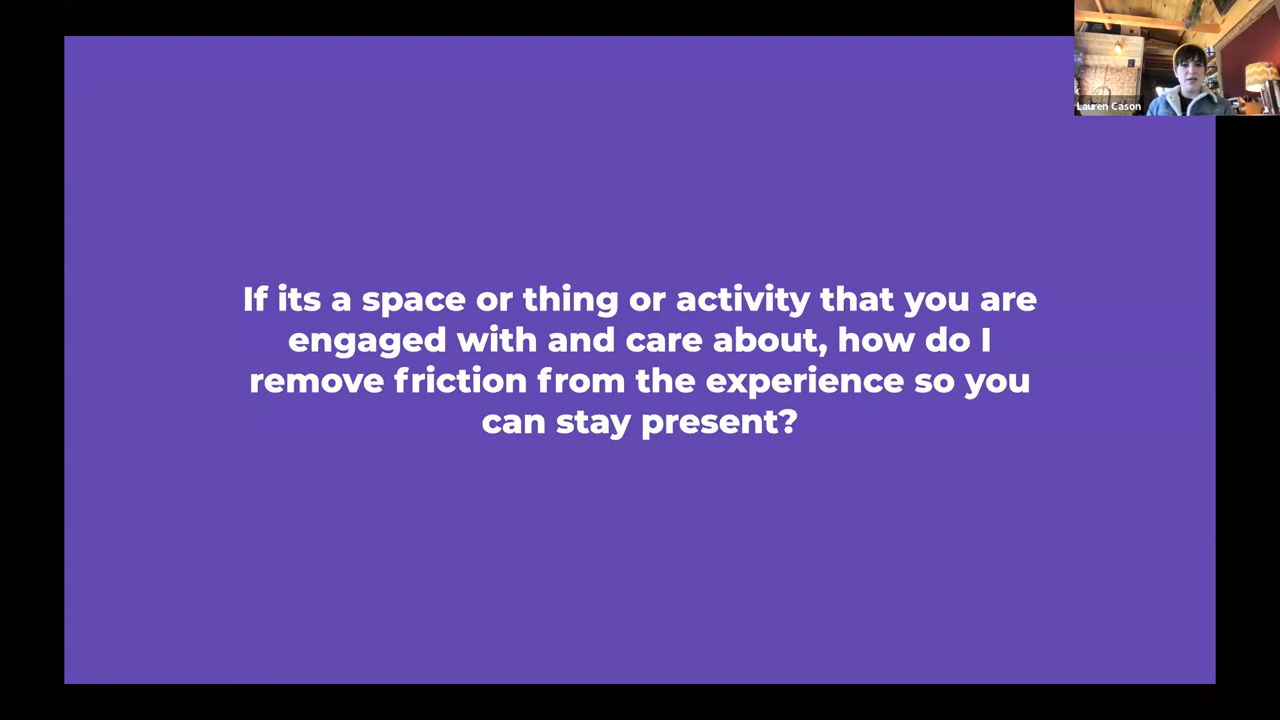 Lauren Cason
If its a space or thing or activity that you are
engaged with and care about, how do I
remove friction from the experience so you
can stay present?